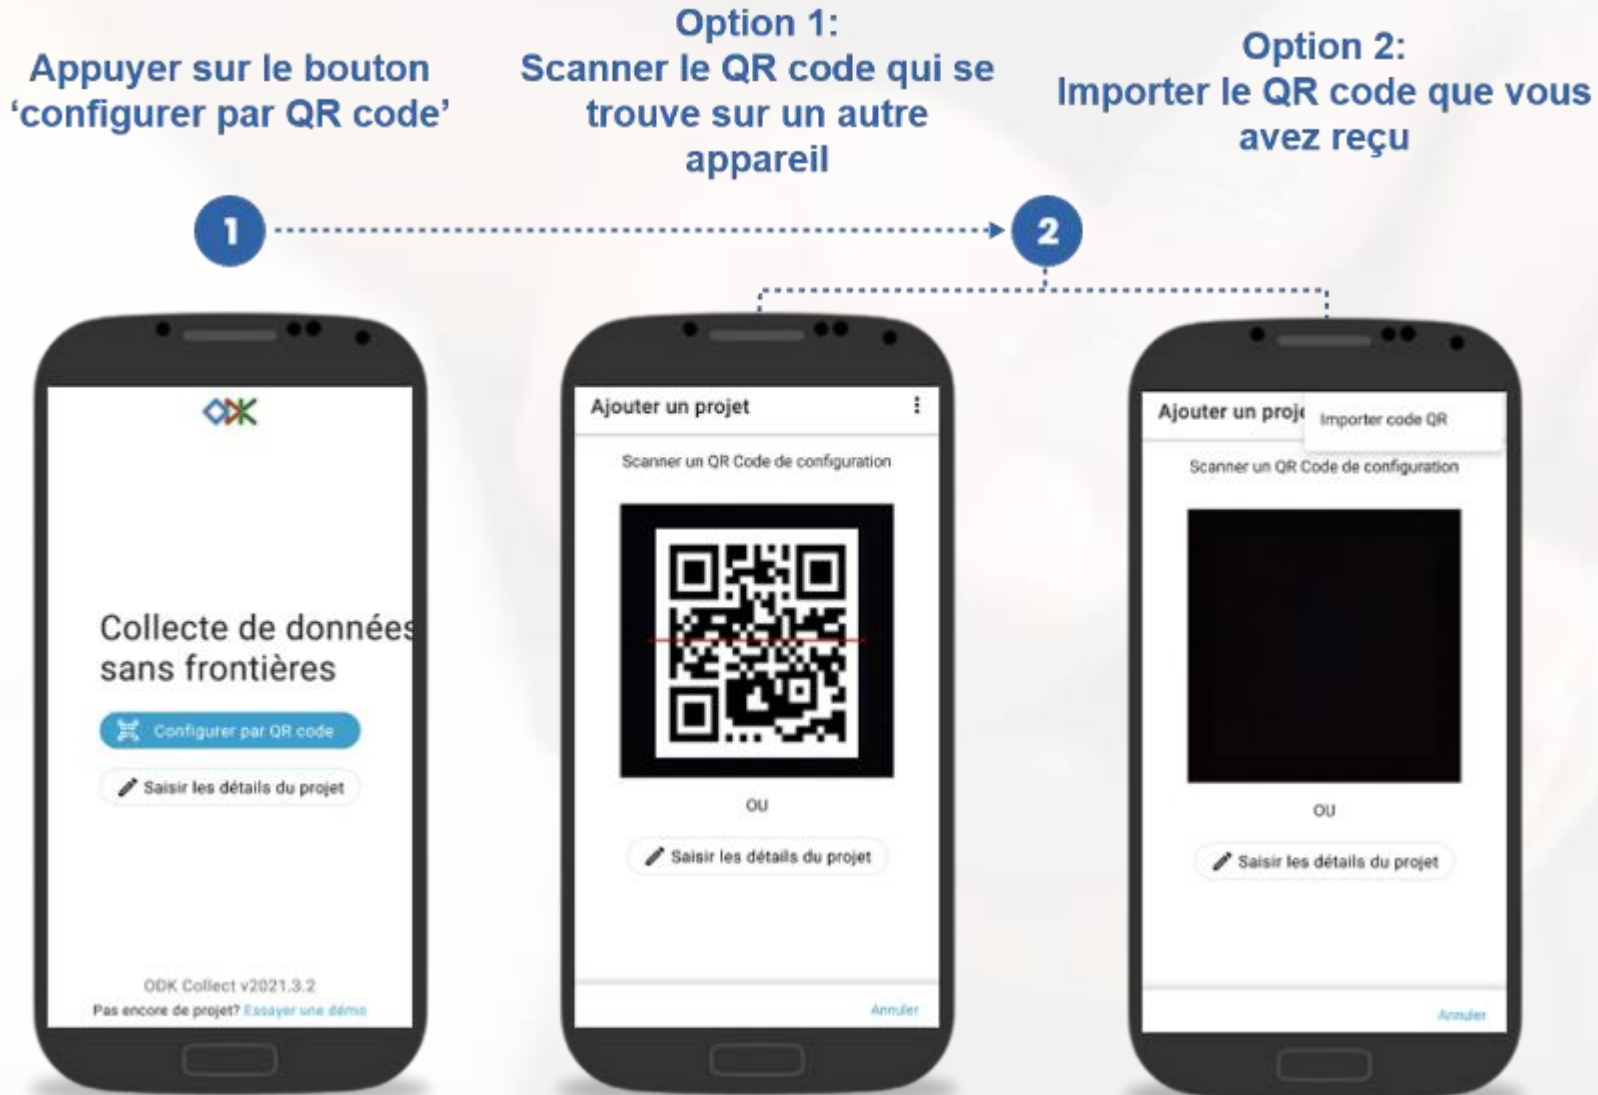 Appuyer sur le bouton
'configurer par QR code'
Option 1:
Scanner le QR code qui se
trouve sur un autre
appareil
Option 2:
Importer le QR code que vous
avez reçu
1
2
ODK
Collecte de données
sans frontières
Configurer par QR code
Saisir les détails du projet
ODK Collect v2021.3.2
Pas encore de projet? Essayer une démo
Ajouter un projet
Scanner un QR Code de configuration
OU
Saisir les détails du projet
Annuler
Ajouter un proje
Importer code QR
Scanner un QR Code de configuration
OU
Saisir les détails du projet
Annuler